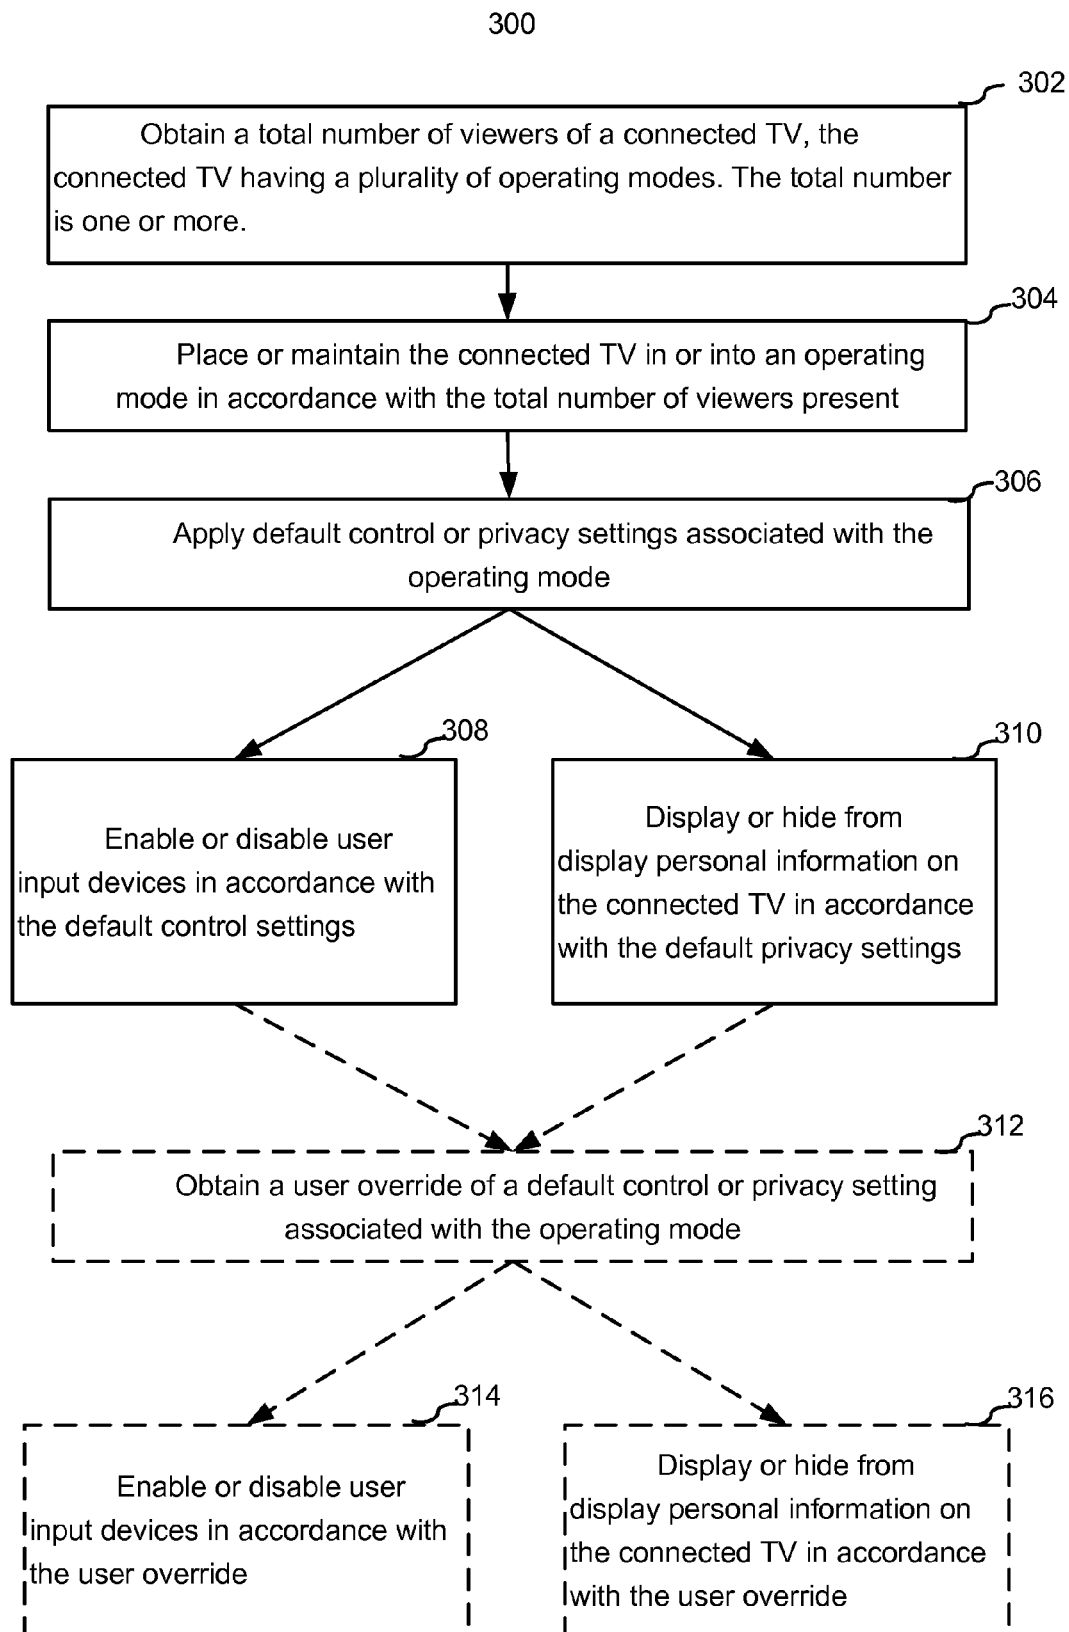 300
302
Obtain a total number of viewers of a connected TV, the
connected TV having a plurality of operating modes. The total number
is one or more.
304
Place or maintain the connected TV in or into an operating
mode in accordance with the total number of viewers present
306
Apply default control or privacy settings associated with the
operating mode
308
Enable or disable user
input devices in accordance with
the default control settings
310
Display or hide from
display personal information on
the connected TV in accordance
with the default privacy settings
312
Obtain a user override of a default control or privacy setting
associated with the operating mode
314
Enable or disable user
input devices in accordance with
the user override
316
Display or hide from
display personal information on
the connected TV in accordance
with the user override